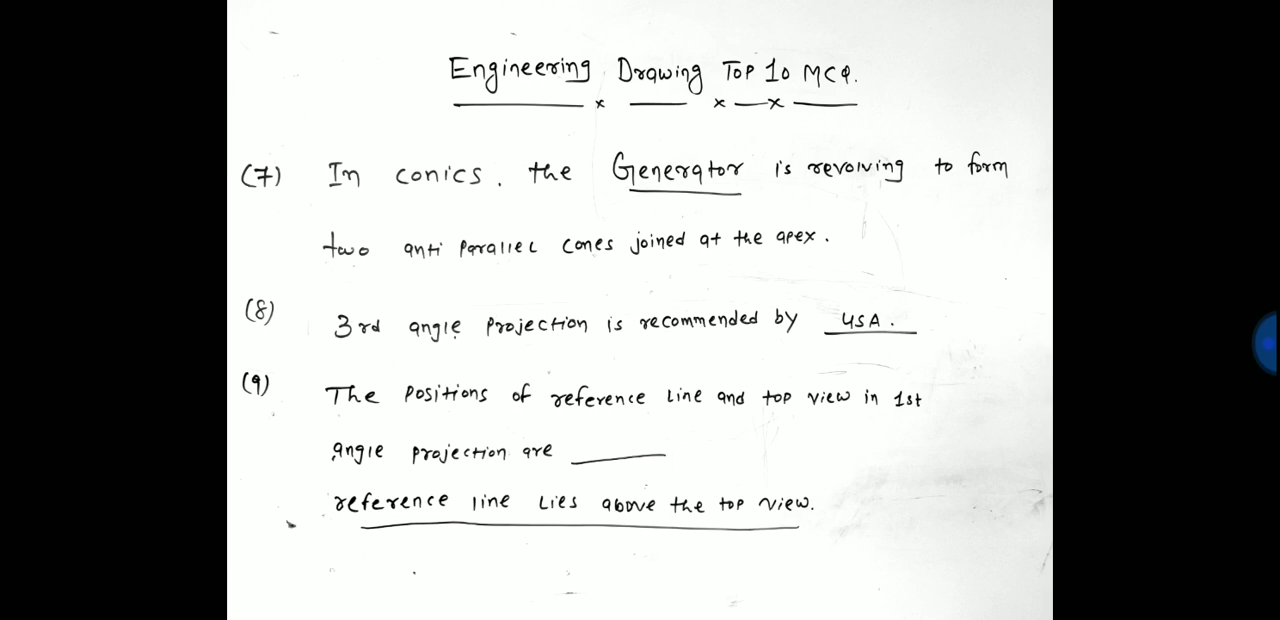 Engineering Drawing Top 10 MCQ.
(7) In conics, the Generator is revolving to form
two anti parallel cones joined at the apex.
(8) 3rd angle projection is recommended by USA.
(9) The positions of reference line and top view in 1st
angle projection are ______
reference line lies above the top view.